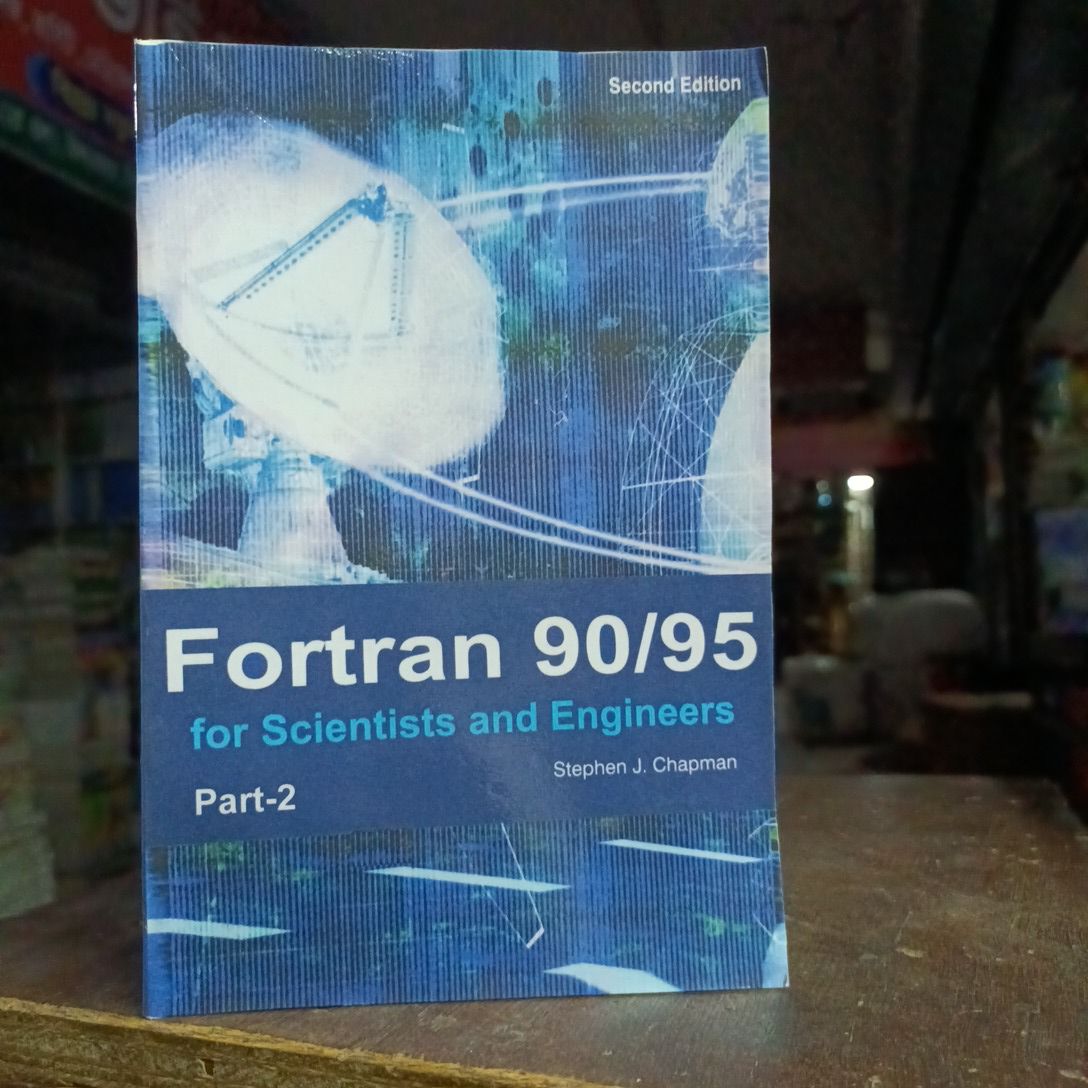 Second Edition
Fortran 90/95
for Scientists and Engineers
Stephen J. Chapman
Part-2